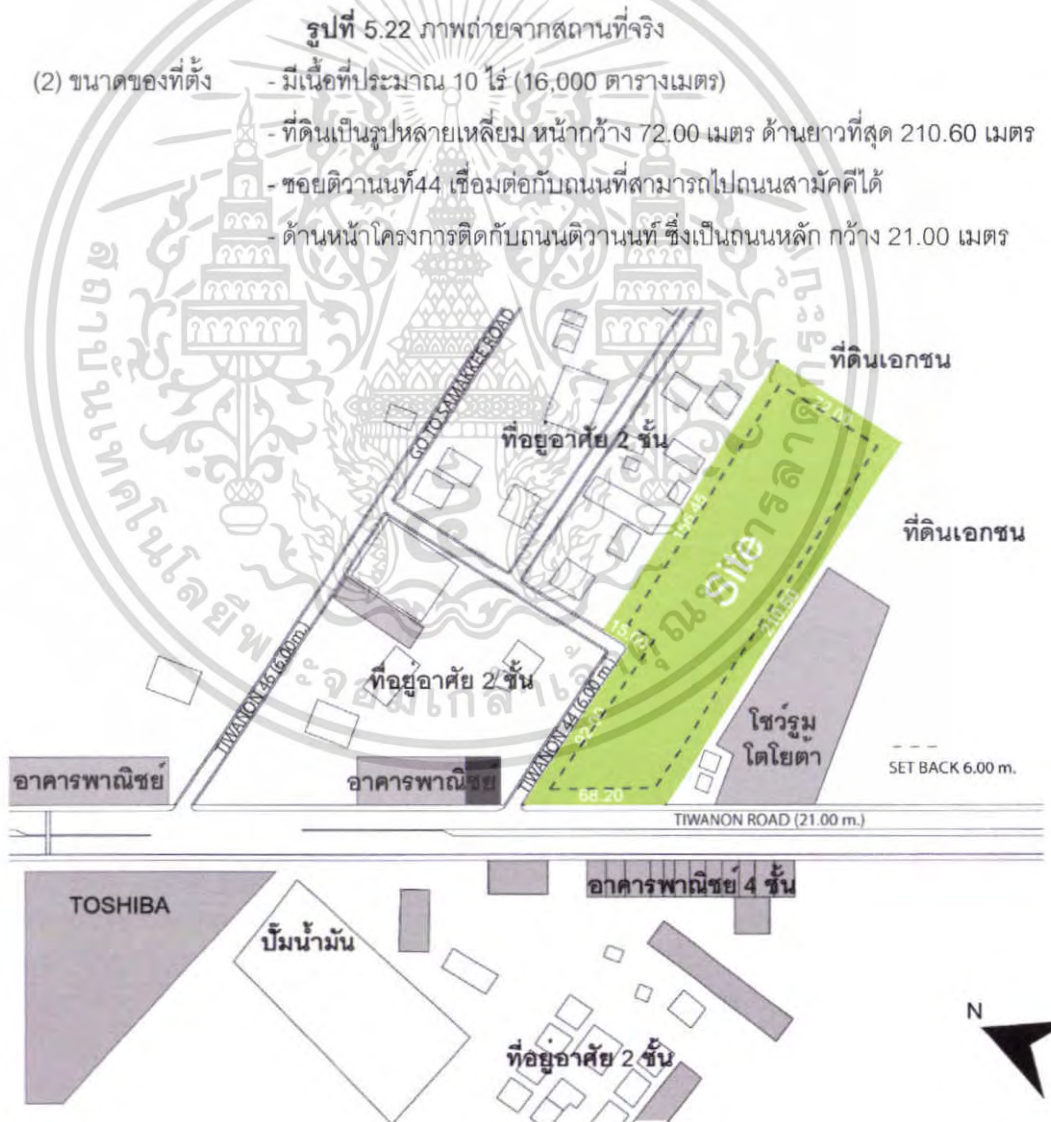 รูปที่ 5.22 ภาพถ่ายจากสถานที่จริง
(2) ขนาดของที่ตั้ง - มีเนื้อที่ประมาณ 10 ไร่ (16,000 ตารางเมตร)
- ที่ดินเป็นรูปหลายเหลี่ยม หน้ากว้าง 72.00 เมตร ด้านยาวที่สุด 210.60 เมตร
- ซอยติวานนท์44 เชื่อมต่อกับถนนที่สามารถไปถนนสามัคคีได้
- ด้านหน้าโครงการติดกับถนนติวานนท์ ซึ่งเป็นถนนหลัก กว้าง 21.00 เมตร
GO TO SAMAKKEE ROAD
ที่ดินเอกชน
72.00
ที่อยู่อาศัย 2 ชั้น
156.45
ที่ดินเอกชน
Site
210.60
15.00
ที่อยู่อาศัย 2 ชั้น
TIWANON 46 (6.00m.)
TIWANON 44 (6.00 m.)
โชว์รูม
โตโยต้า
SET BACK 6.00 m.
อาคารพาณิชย์
อาคารพาณิชย์
68.20
TIWANON ROAD (21.00 m.)
อาคารพาณิชย์ 4 ชั้น
TOSHIBA
ปั๊มน้ำมัน
N
ที่อยู่อาศัย 2 ชั้น